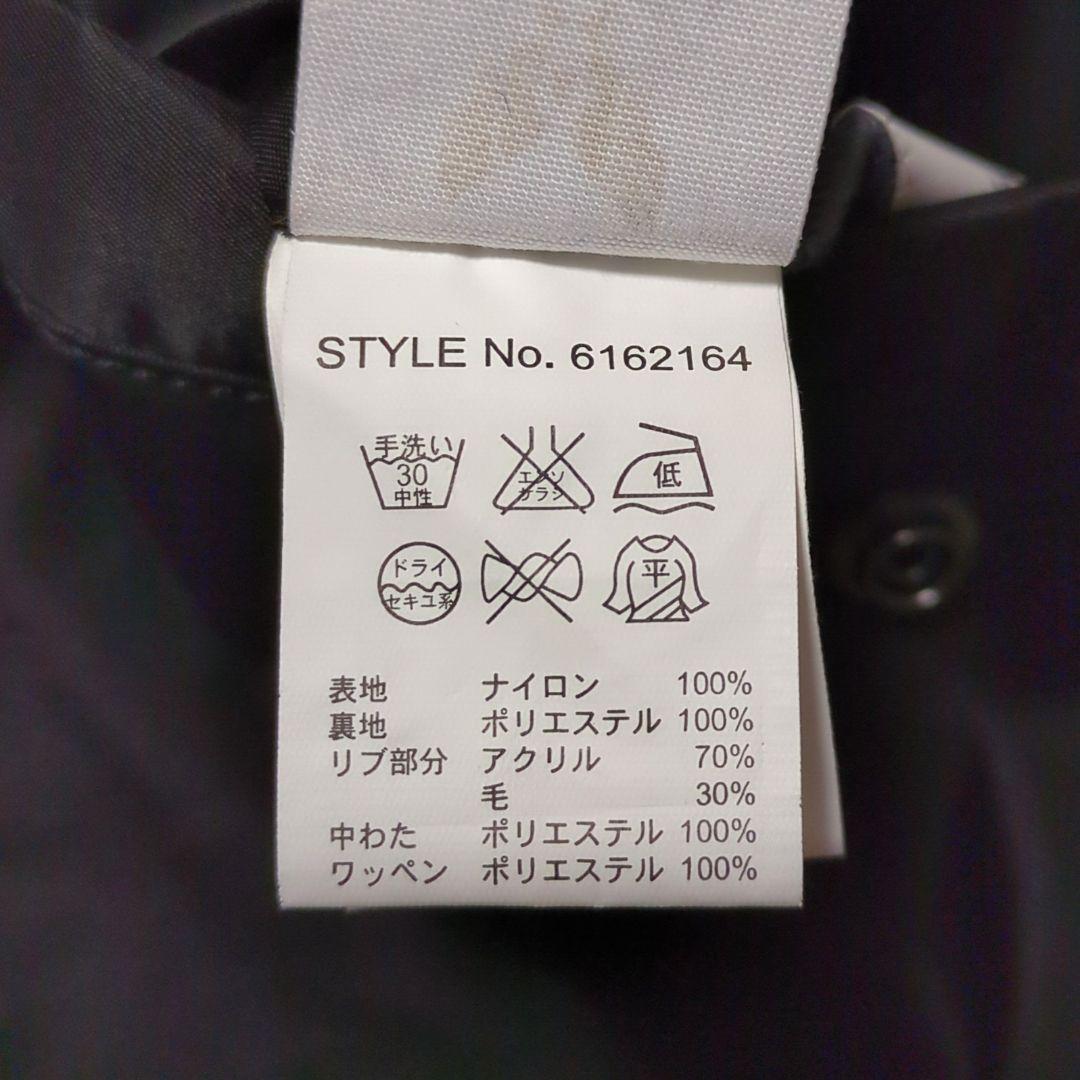 STYLE No. 6162164
手洗い
30
中性
エンソ
サラシ
低
ドライ
セキユ系
平
表地 ナイロン 100%
裏地 ポリエステル 100%
リブ部分 アクリル 70%
毛 30%
中わた ポリエステル 100%
ワッペン ポリエステル 100%